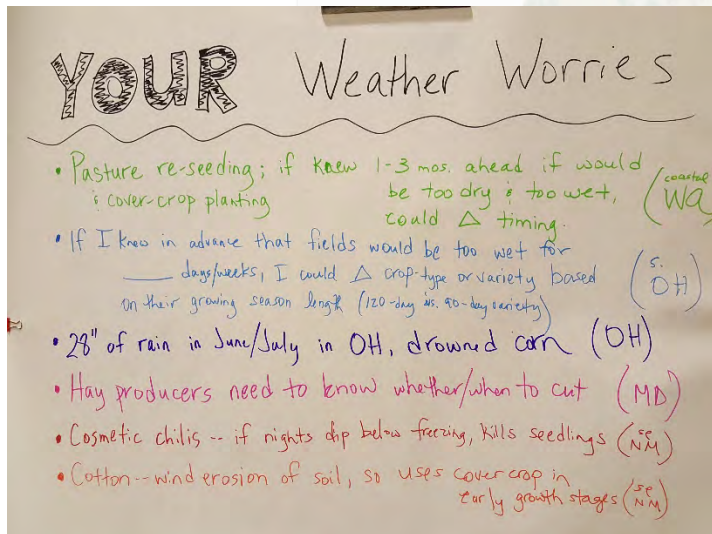 YOUR Weather Worries
• Pasture re-seeding; if knew 1-3 mos. ahead if would
& cover-crop planting be too dry & too wet,
could △ timing. (coastal WA)
• If I knew in advance that fields would be too wet for
____ days/weeks, I could △ crop-type or variety based
on their growing season length (120-day vs. 90-day variety) (S. OH)
• 28" of rain in June/July in OH, drowned corn (OH)
• Hay producers need to know whether/when to cut (MD)
• Cosmetic chilis -- if nights dip below freezing, kills seedlings (se NM)
• Cotton -- wind erosion of soil, so uses cover crop in
early growth stages (se NM)